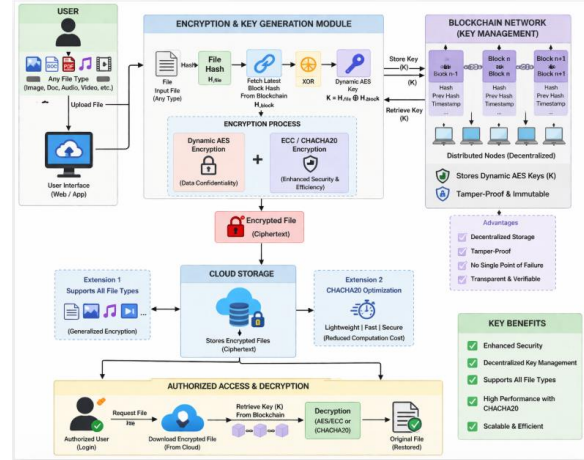 USER
Any File Type
(Image, Doc, Audio, Video, etc.)
Upload File
User Interface
(Web / App)
ENCRYPTION & KEY GENERATION MODULE
File
Input File
(Any Type)
Hash
File
Hash
H_file
Fetch Latest
Block Hash
From Blockchain
H_block
XOR
Dynamic AES
Key
K = H_file ⊕ H_block
ENCRYPTION PROCESS
Dynamic AES
Encryption
(Data Confidentiality)
+
ECC / CHACHA20
Encryption
(Enhanced Security &
Efficiency)
Store Key
(K)
(K)
Retrieve Key
(K)
BLOCKCHAIN NETWORK
(KEY MANAGEMENT)
Block n-1
Hash
Prev Hash
Timestamp
...
Block n
Block n
Hash
Prev Hash
Timestamp
...
Block n+1
Block n+1
Hash
Prev Hash
Timestamp
...
Distributed Nodes (Decentralized)
Stores Dynamic AES Keys (K)
Tamper-Proof & Immutable
Advantages
Decentralized Storage
Tamper-Proof
No Single Point of Failure
Transparent & Verifiable
Encrypted File
(Ciphertext)
Extension 1
Supports All File Types
...
(Generalized Encryption)
CLOUD STORAGE
Stores Encrypted Files
(Ciphertext)
Extension 2
CHACHA20 Optimization
Lightweight | Fast | Secure
(Reduced Computation Cost)
KEY BENEFITS
Enhanced Security
Decentralized Key Management
Supports All File Types
High Performance with
CHACHA20
Scalable & Efficient
AUTHORIZED ACCESS & DECRYPTION
Authorized User
(Login)
Request File
Download Encrypted File
(From Cloud)
Retrieve Key (K)
From Blockchain
Decryption
(AES/ECC or
(CHACHA20)
Original File
(Restored)